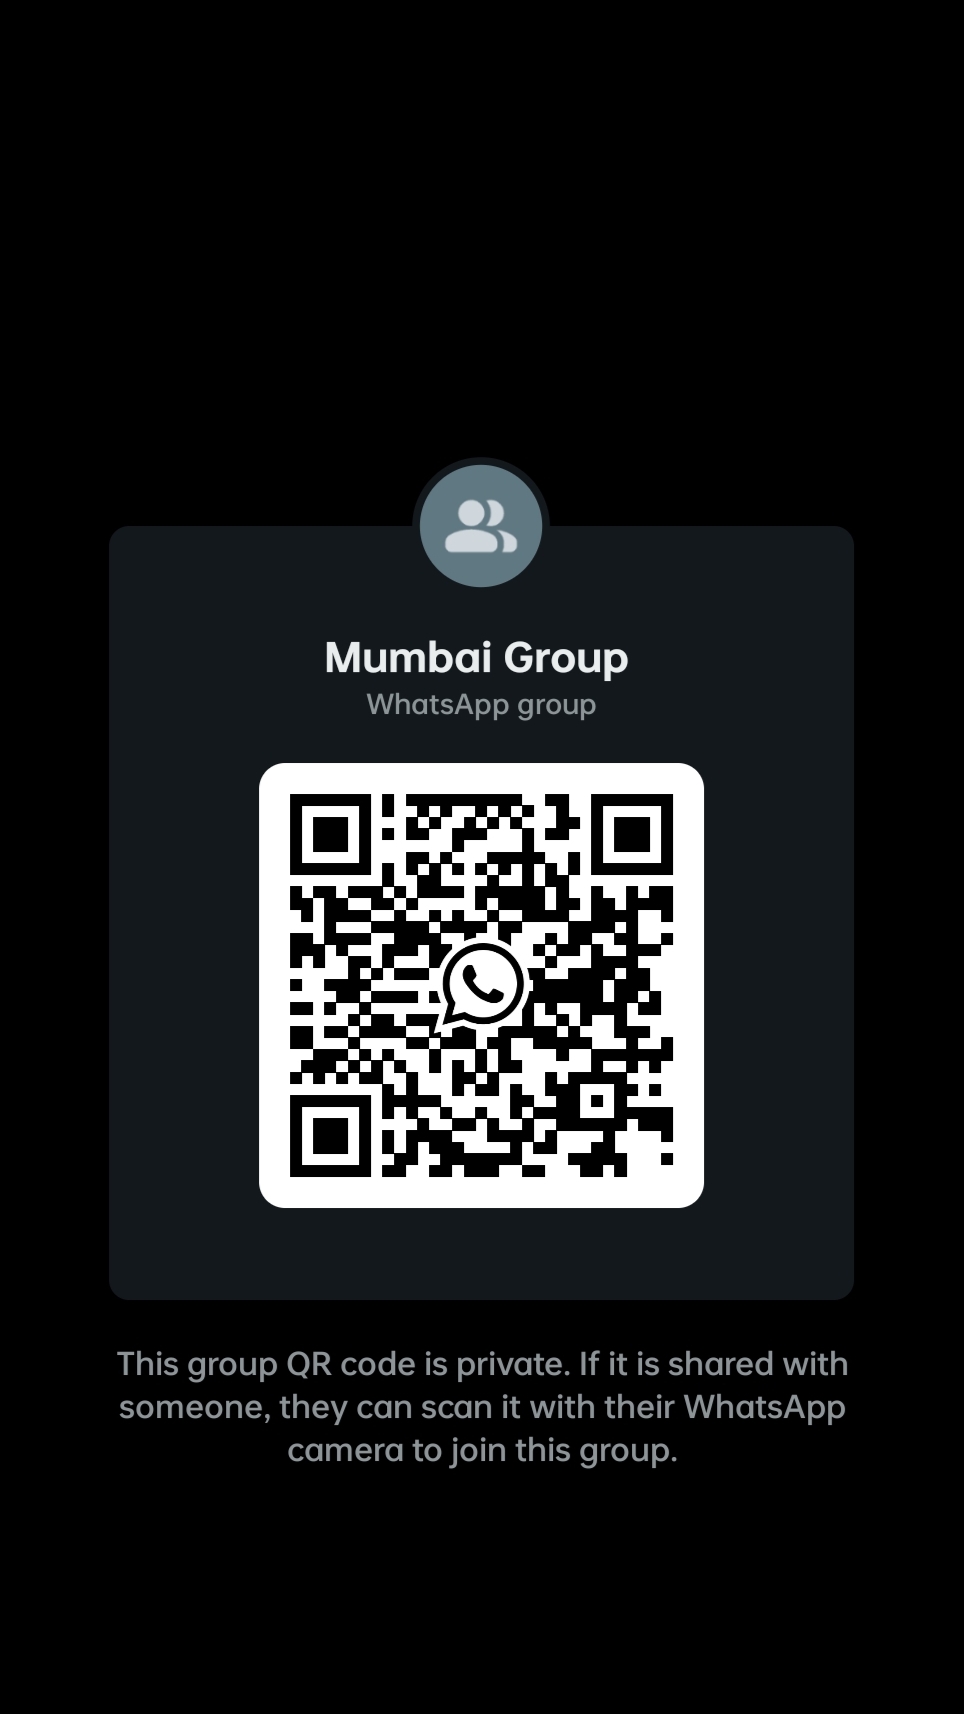 Mumbai Group
WhatsApp group
This group QR code is private. If it is shared with
someone, they can scan it with their WhatsApp
camera to join this group.